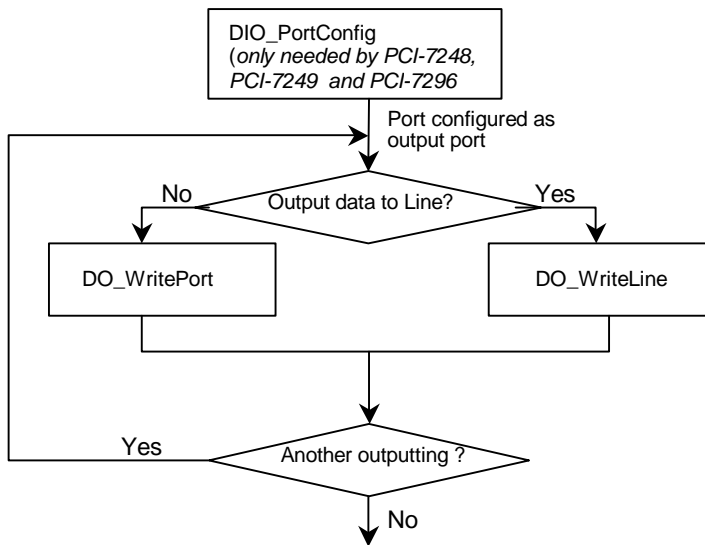 DIO_PortConfig
(only needed by PCI-7248,
PCI-7249 and PCI-7296
Port configured as
output port
No
Output data to Line?
Yes
DO_WritePort
DO_WriteLine
Yes
Another outputting ?
No